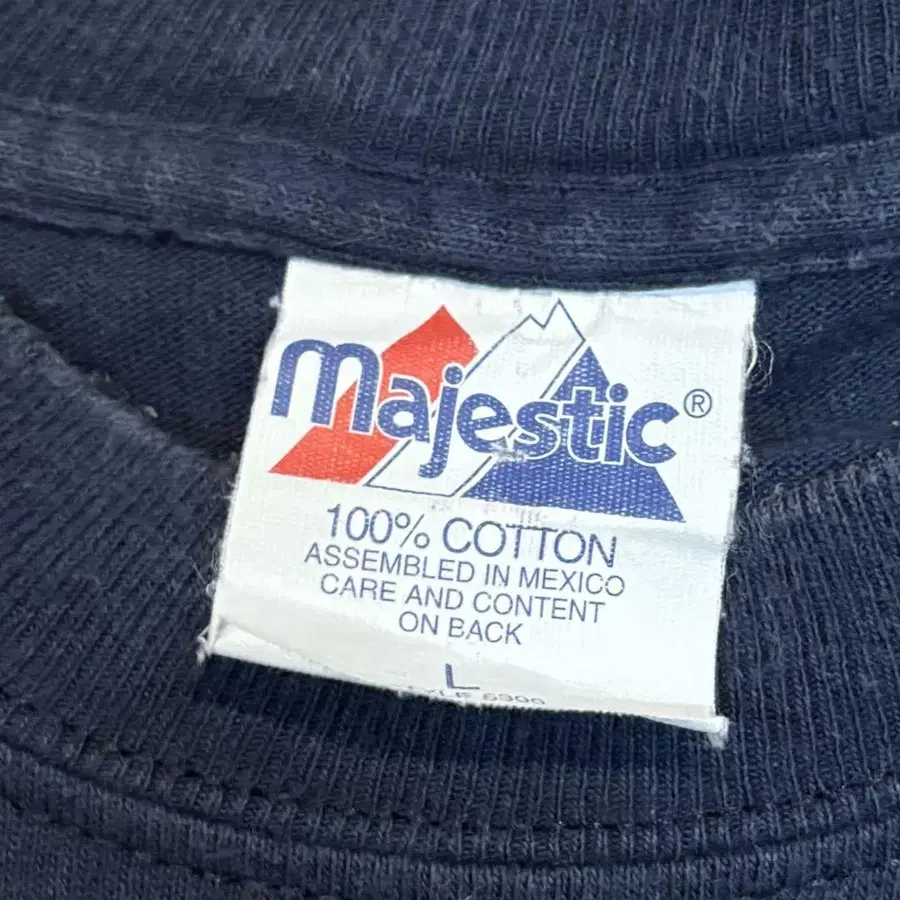 majestic®
100% COTTON
ASSEMBLED IN MEXICO
CARE AND CONTENT
ON BACK
L